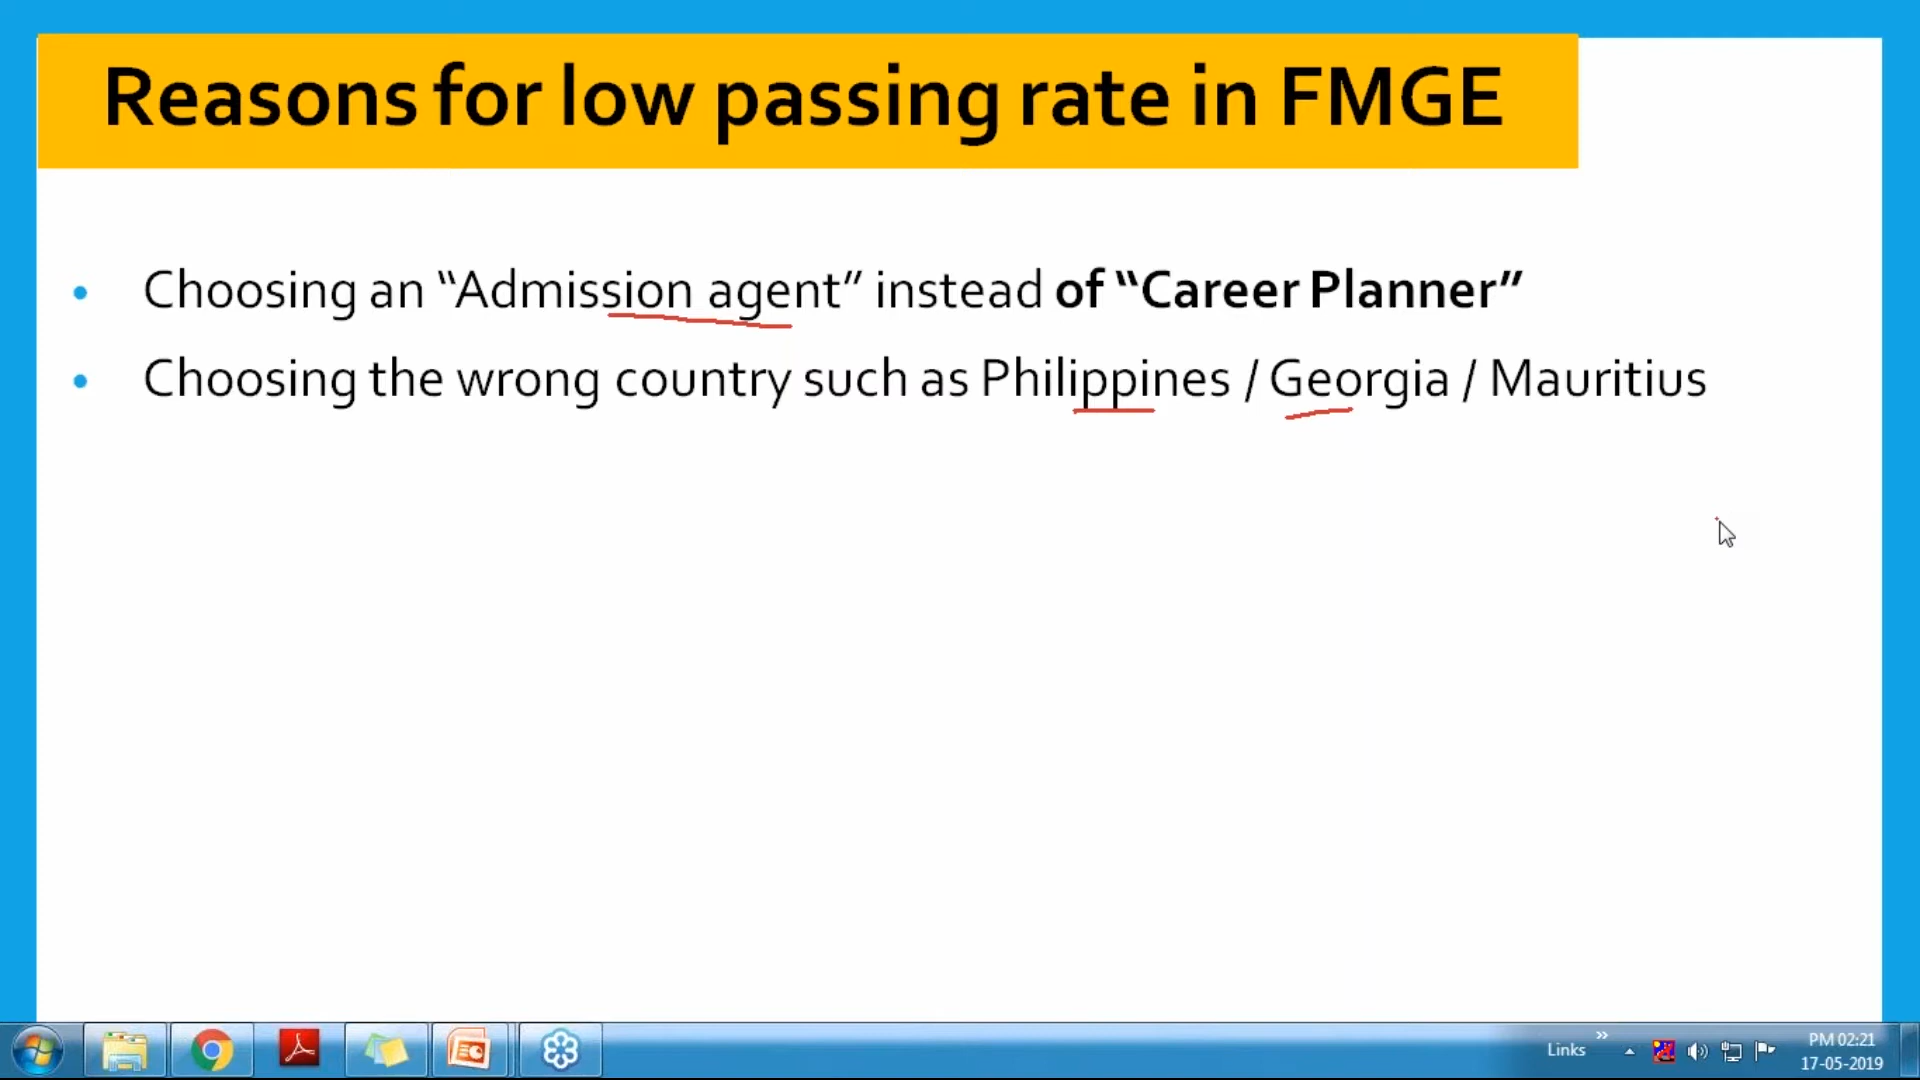 Reasons for low passing rate in FMGE
• Choosing an “Admission agent” instead of “Career Planner”
• Choosing the wrong country such as Philippines / Georgia / Mauritius
Links
PM 02:21
17-05-2019